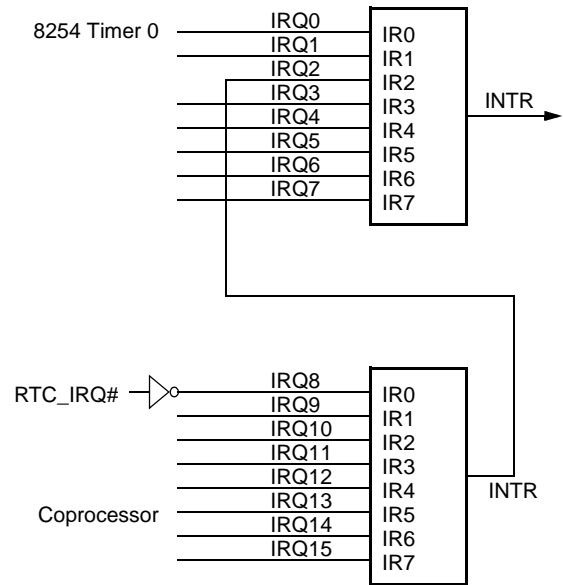 8254 Timer 0
IRQ0
IR0
IRQ1
IR1
IRQ2
IR2
IRQ3
IR3
INTR
IRQ4
IR4
IRQ5
IR5
IRQ6
IR6
IRQ7
IR7
RTC_IRQ#
IRQ8
IR0
IRQ9
IR1
IRQ10
IR2
IRQ11
IR3
IRQ12
IR4
INTR
Coprocessor
IRQ13
IR5
IRQ14
IR6
IRQ15
IR7